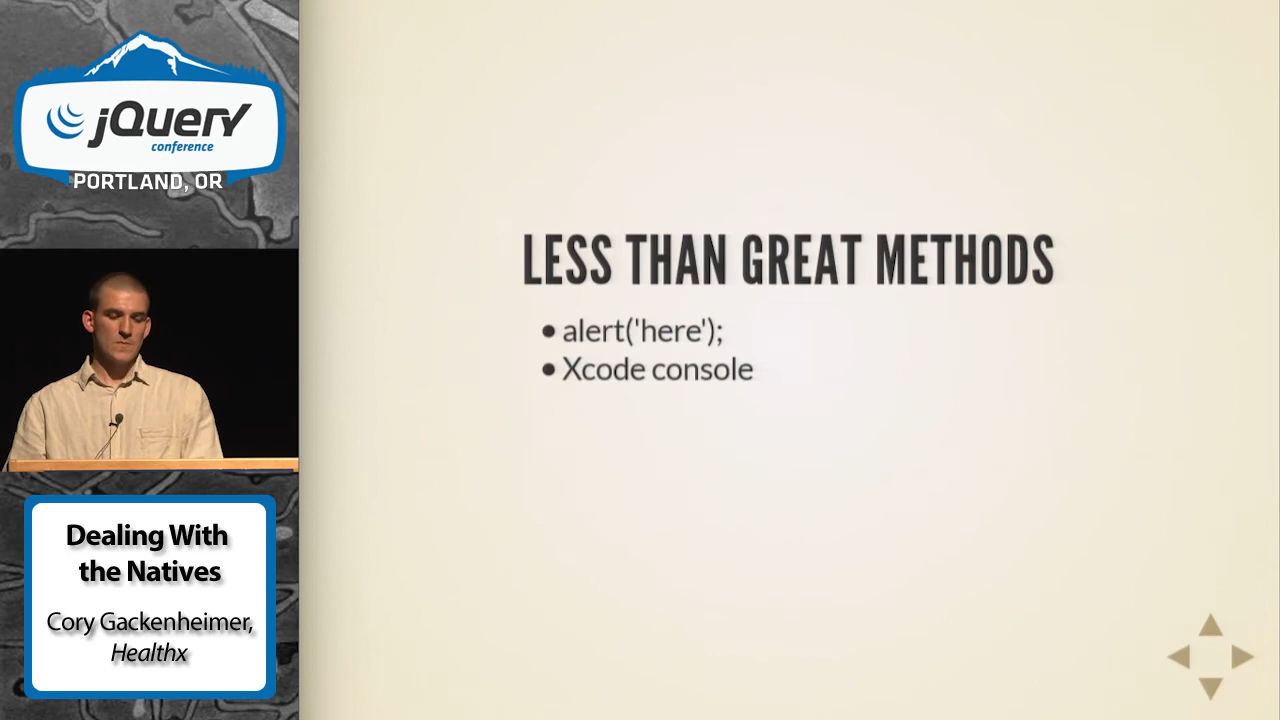 jQuery
conference
PORTLAND, OR
Dealing With
the Natives
Cory Gackenheimer,
Healthx
LESS THAN GREAT METHODS
• alert('here');
• Xcode console